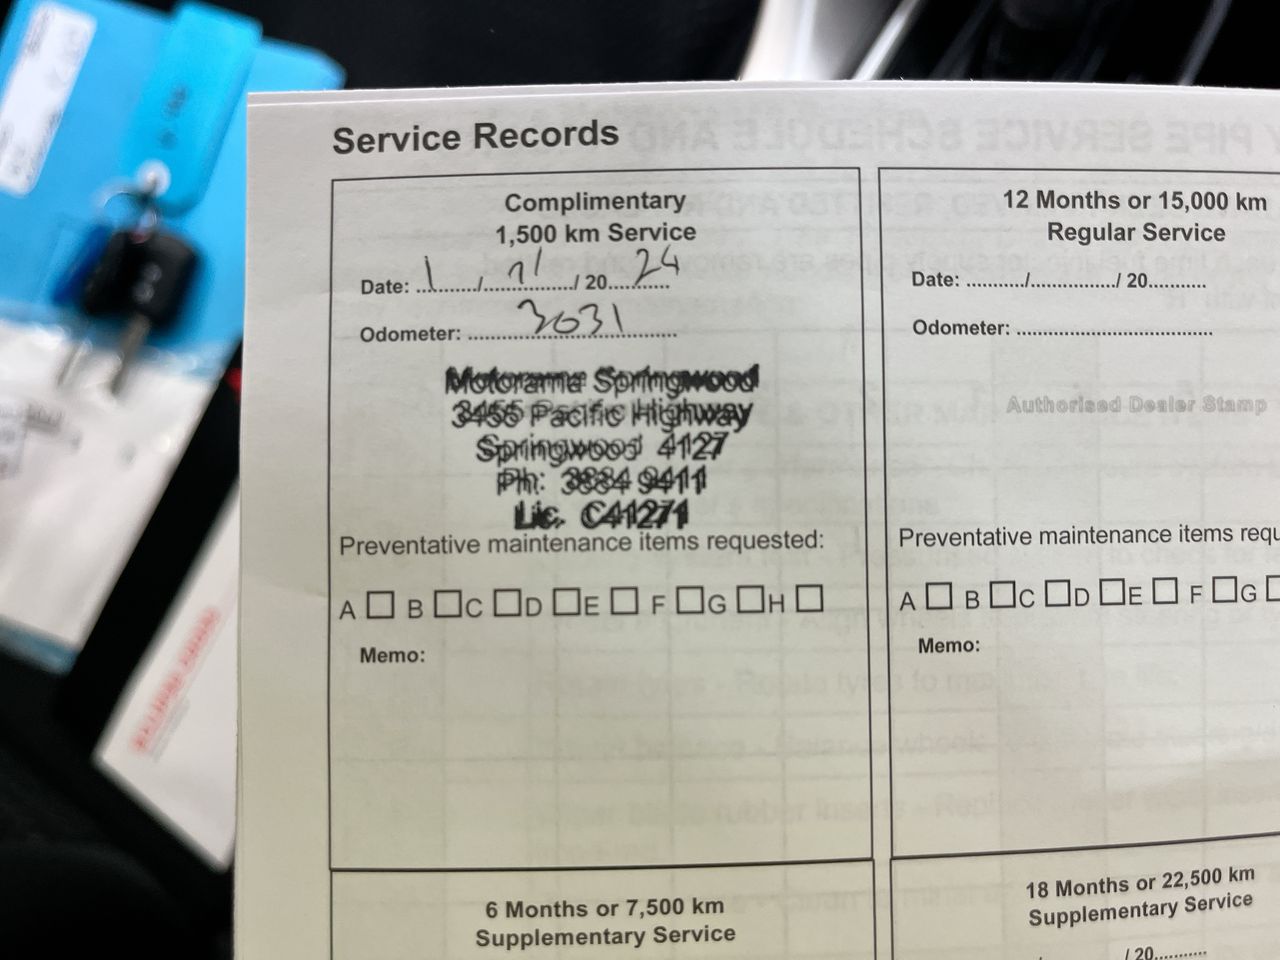 Service Records
Complimentary
1,500 km Service
Date: 1 / 7 / 20 24
Odometer: 3031
Motorama Springwood
3455 Pacific Highway
Springwood 4127
Ph: 3884 9411
Lic. C41271
Preventative maintenance items requested:
A B C D E F G H
Memo:
12 Months or 15,000 km
Regular Service
Date: ........../.............../ 20..........
Odometer: ..................................
Authorised Dealer Stamp
Preventative maintenance items requ
A B C D E F G
Memo:
6 Months or 7,500 km
Supplementary Service
18 Months or 22,500 km
Supplementary Service
/ 20..........